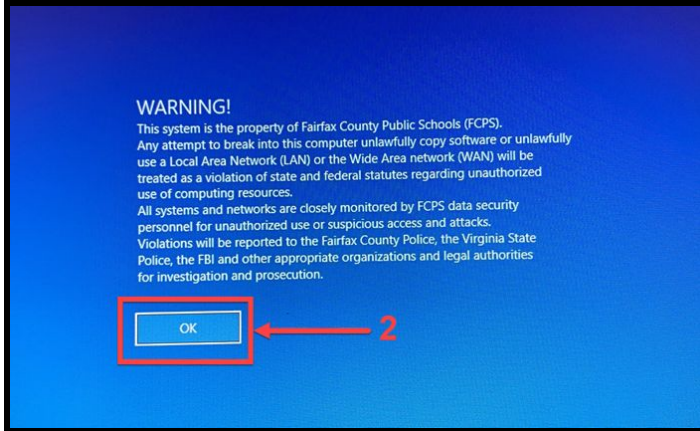 WARNING!
This system is the property of Fairfax County Public Schools (FCPS).
Any attempt to break into this computer unlawfully copy software or unlawfully
use a Local Area Network (LAN) or the Wide Area network (WAN) will be
treated as a violation of state and federal statutes regarding unauthorized
use of computing resources.
All systems and networks are closely monitored by FCPS data security
personnel for unauthorized use or suspicious access and attacks.
Violations will be reported to the Fairfax County Police, the Virginia State
Police, the FBI and other appropriate organizations and legal authorities
for investigation and prosecution.
OK
2